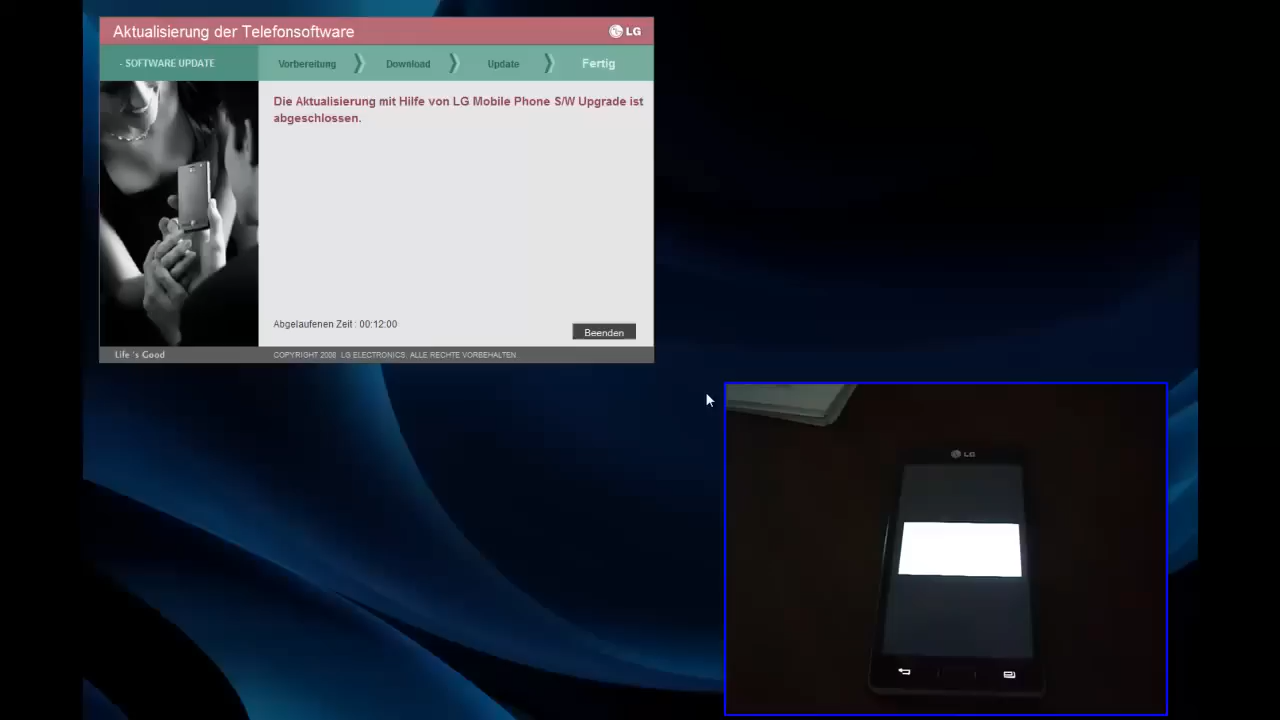 Aktualisierung der Telefonsoftware
LG
- SOFTWARE UPDATE
Vorbereitung
Download
Update
Fertig
Die Aktualisierung mit Hilfe von LG Mobile Phone S/W Upgrade ist
abgeschlossen.
Abgelaufenen Zeit : 00:12:00
Beenden
Life 's Good
COPYRIGHT 2008 LG ELECTRONICS. ALLE RECHTE VORBEHALTEN
LG